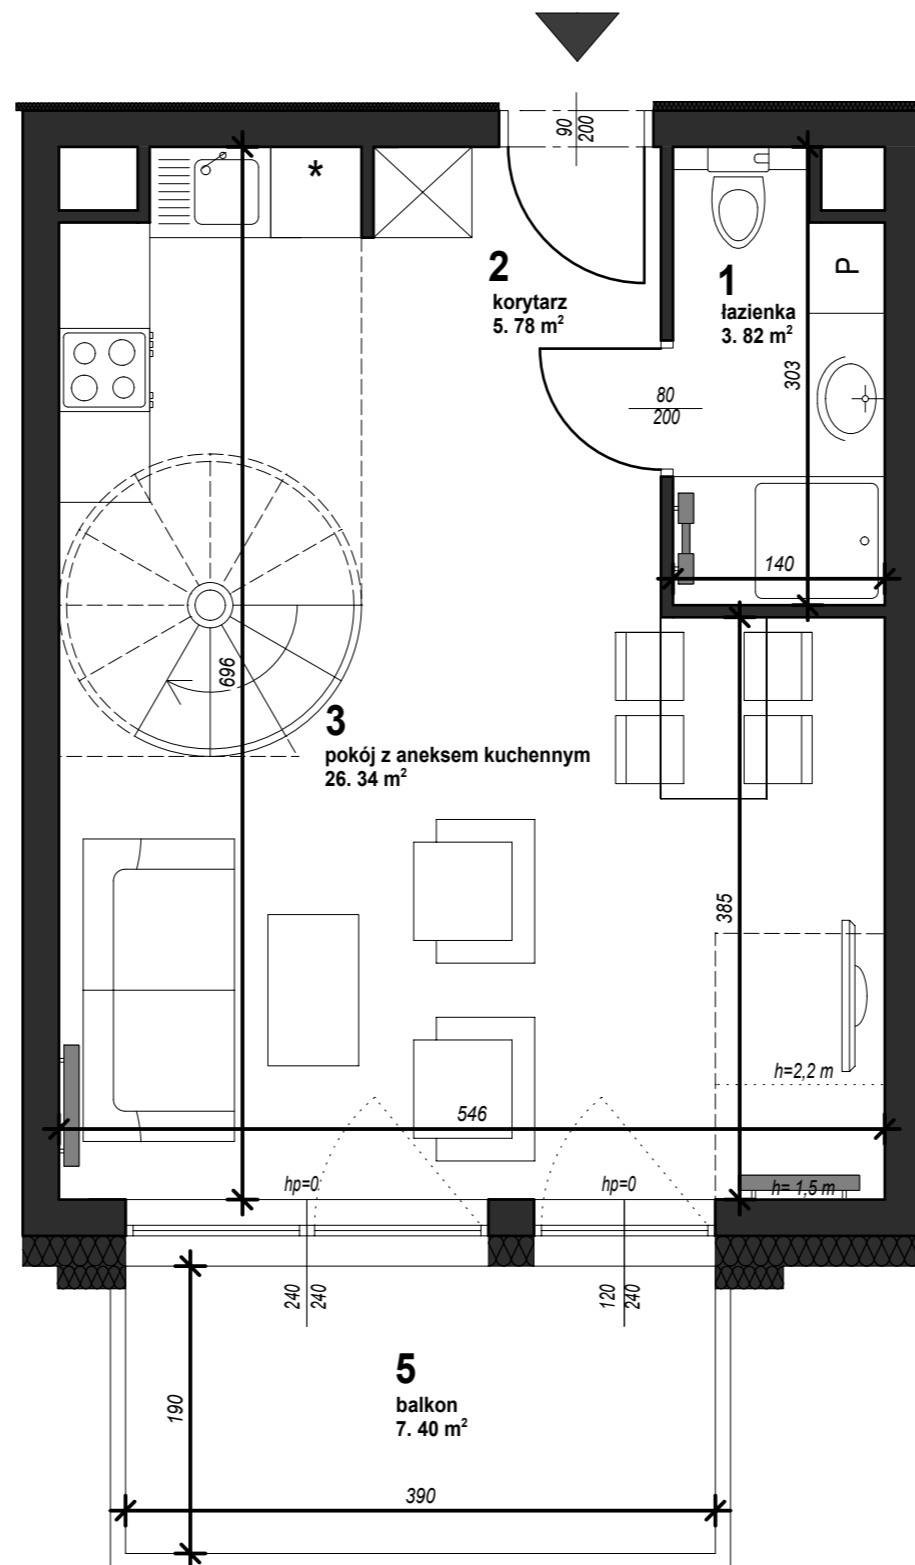 90
200
*
2
korytarz
5. 78 m²
1
łazienka
3. 82 m²
P
303
80
200
140
696
3
pokój z aneksem kuchennym
26. 34 m²
385
h=2,2 m
546
hp=0
hp=0
h= 1,5 m
240
240
120
240
5
balkon
7. 40 m²
190
390